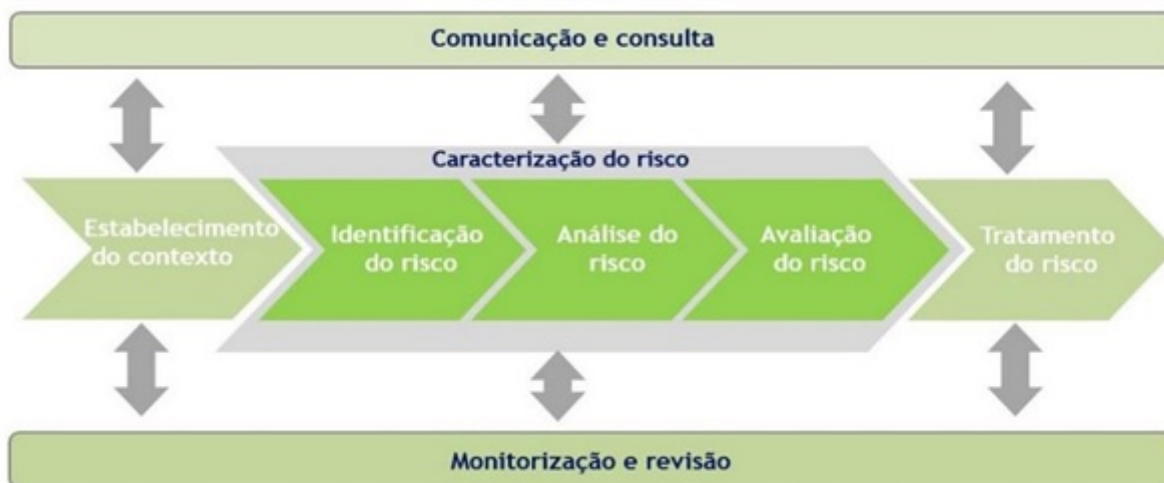 Comunicação e consulta
Caracterização do risco
Estabelecimento
do contexto
Identificação
do risco
Análise do
risco
Avaliação
do risco
Tratamento
do risco
Monitorização e revisão